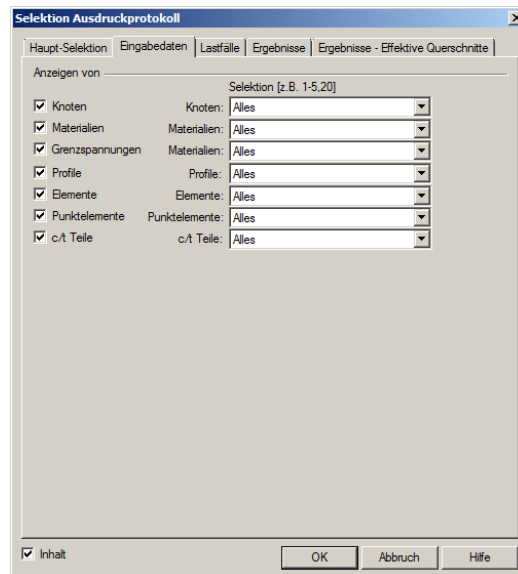 Selektion Ausdruckprotokoll
Haupt-Selektion Eingabedaten Lastfälle Ergebnisse Ergebnisse - Effektive Querschnitte
Anzeigen von
Selektion [z.B. 1-5,20]
Knoten Knoten: Alles
Materialien Materialien: Alles
Grenzspannungen Materialien: Alles
Profile Profile: Alles
Elemente Elemente: Alles
Punktelemente Punktelemente: Alles
c/t Teile c/t Teile: Alles
Inhalt OK Abbruch Hilfe